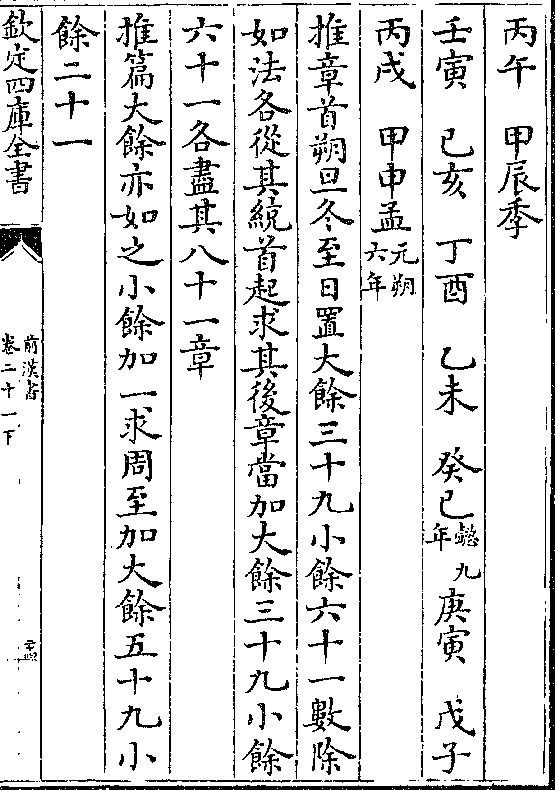 丙午　甲辰季
壬寅　已亥　丁酉　乙未　癸已懿九年　庚寅　戊子
丙戌　甲申孟元朔六年
推章首朔旦冬至日置大餘三十九小餘六十一數除
如法各從其統首起求其後章當加大餘三十九小餘
六十一各盡其八十一章
推篇大餘亦如之小餘加一求周至加大餘五十九小
餘二十一
欽定四庫全書
前漢書
卷二十一下